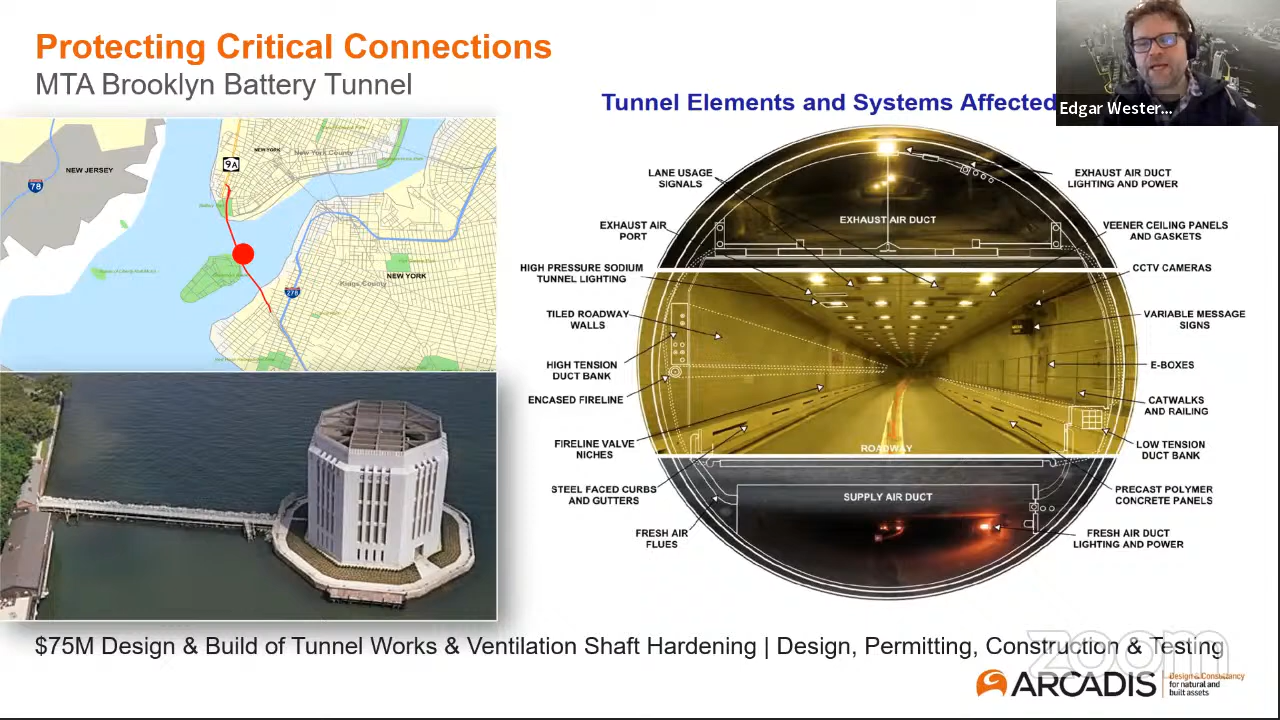 Protecting Critical Connections
MTA Brooklyn Battery Tunnel
Edgar Wester...
Tunnel Elements and Systems Affected
NEW JERSEY
78
9A
NEW YORK
New York County
NEW YORK
Kings County
278
LANE USAGE
SIGNALS
EXHAUST AIR
PORT
HIGH PRESSURE SODIUM
TUNNEL LIGHTING
TILED ROADWAY
WALLS
HIGH TENSION
DUCT BANK
ENCASED FIRELINE
FIRELINE VALVE
NICHES
STEEL FACED CURBS
AND GUTTERS
FRESH AIR
FLUES
EXHAUST AIR DUCT
ROADWAY
SUPPLY AIR DUCT
EXHAUST AIR DUCT
LIGHTING AND POWER
VEENER CEILING PANELS
AND GASKETS
CCTV CAMERAS
VARIABLE MESSAGE
SIGNS
E-BOXES
CATWALKS
AND RAILING
LOW TENSION
DUCT BANK
PRECAST POLYMER
CONCRETE PANELS
FRESH AIR DUCT
LIGHTING AND POWER
$75M Design & Build of Tunnel Works & Ventilation Shaft Hardening | Design, Permitting, Construction & Testing
zoom
ARCADIS
Design & Consultancy
for natural and
built assets